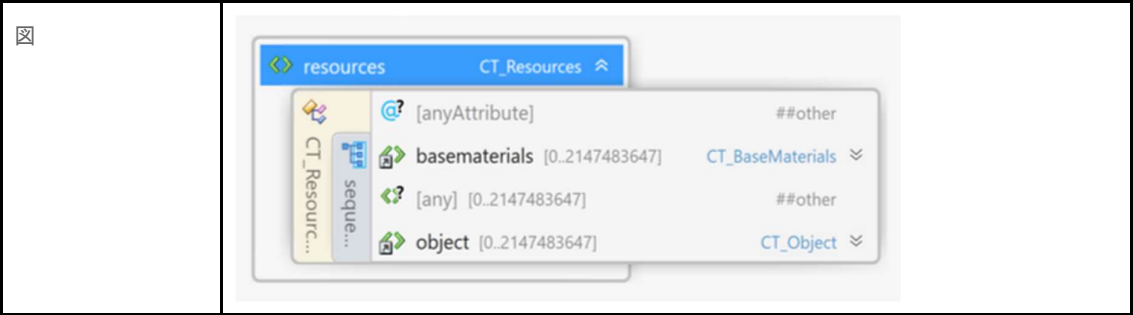 図
resources CT_Resources
[anyAttribute] ##other
basematerials [0..2147483647] CT_BaseMaterials
[any] [0..2147483647] ##other
object [0..2147483647] CT_Object
CT_Resourc...
seque...